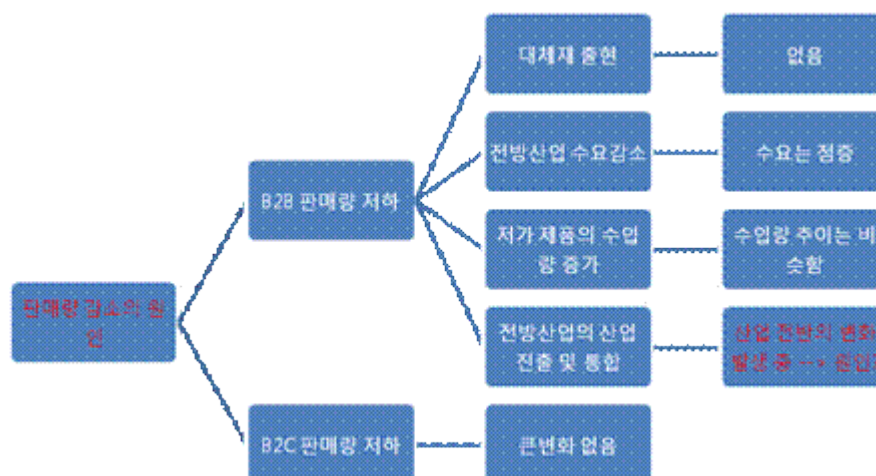 대체재 출현
없음
전방산업 수요감소
수요는 점증
B2B 판매량 저하
저가 제품의 수입
량 증가
수입량 추이는 비
슷함
판매량 감소의 원
인
전방산업의 산업
진출 및 통합
산업 전반의 변화
발생 중 --> 원인
B2C 판매량 저하
큰변화 없음